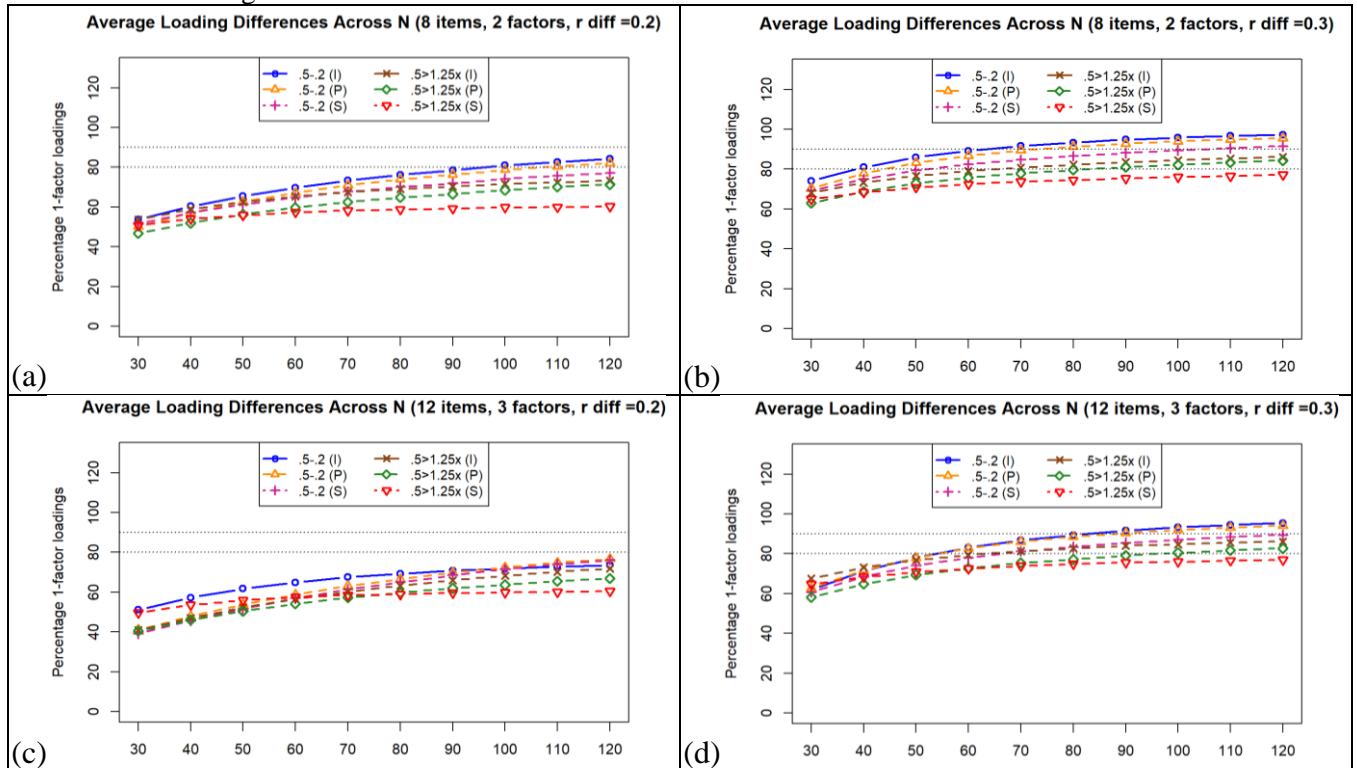 Average Loading Differences Across N (8 items, 2 factors, r diff =0.2)
.5-.2 (I) .5>1.25x (I)
.5-.2 (P) .5>1.25x (P)
.5-.2 (S) .5>1.25x (S)
Percentage 1-factor loadings
120
100
80
60
40
20
0
30 40 50 60 70 80 90 100 110 120
(a)
Average Loading Differences Across N (8 items, 2 factors, r diff =0.3)
.5-.2 (I) .5>1.25x (I)
.5-.2 (P) .5>1.25x (P)
.5-.2 (S) .5>1.25x (S)
Percentage 1-factor loadings
120
100
80
60
40
20
0
30 40 50 60 70 80 90 100 110 120
(b)
Average Loading Differences Across N (12 items, 3 factors, r diff =0.2)
.5-.2 (I) .5>1.25x (I)
.5-.2 (P) .5>1.25x (P)
.5-.2 (S) .5>1.25x (S)
Percentage 1-factor loadings
120
100
80
60
40
20
0
30 40 50 60 70 80 90 100 110 120
(c)
Average Loading Differences Across N (12 items, 3 factors, r diff =0.3)
.5-.2 (I) .5>1.25x (I)
.5-.2 (P) .5>1.25x (P)
.5-.2 (S) .5>1.25x (S)
Percentage 1-factor loadings
120
100
80
60
40
20
0
30 40 50 60 70 80 90 100 110 120
(d)